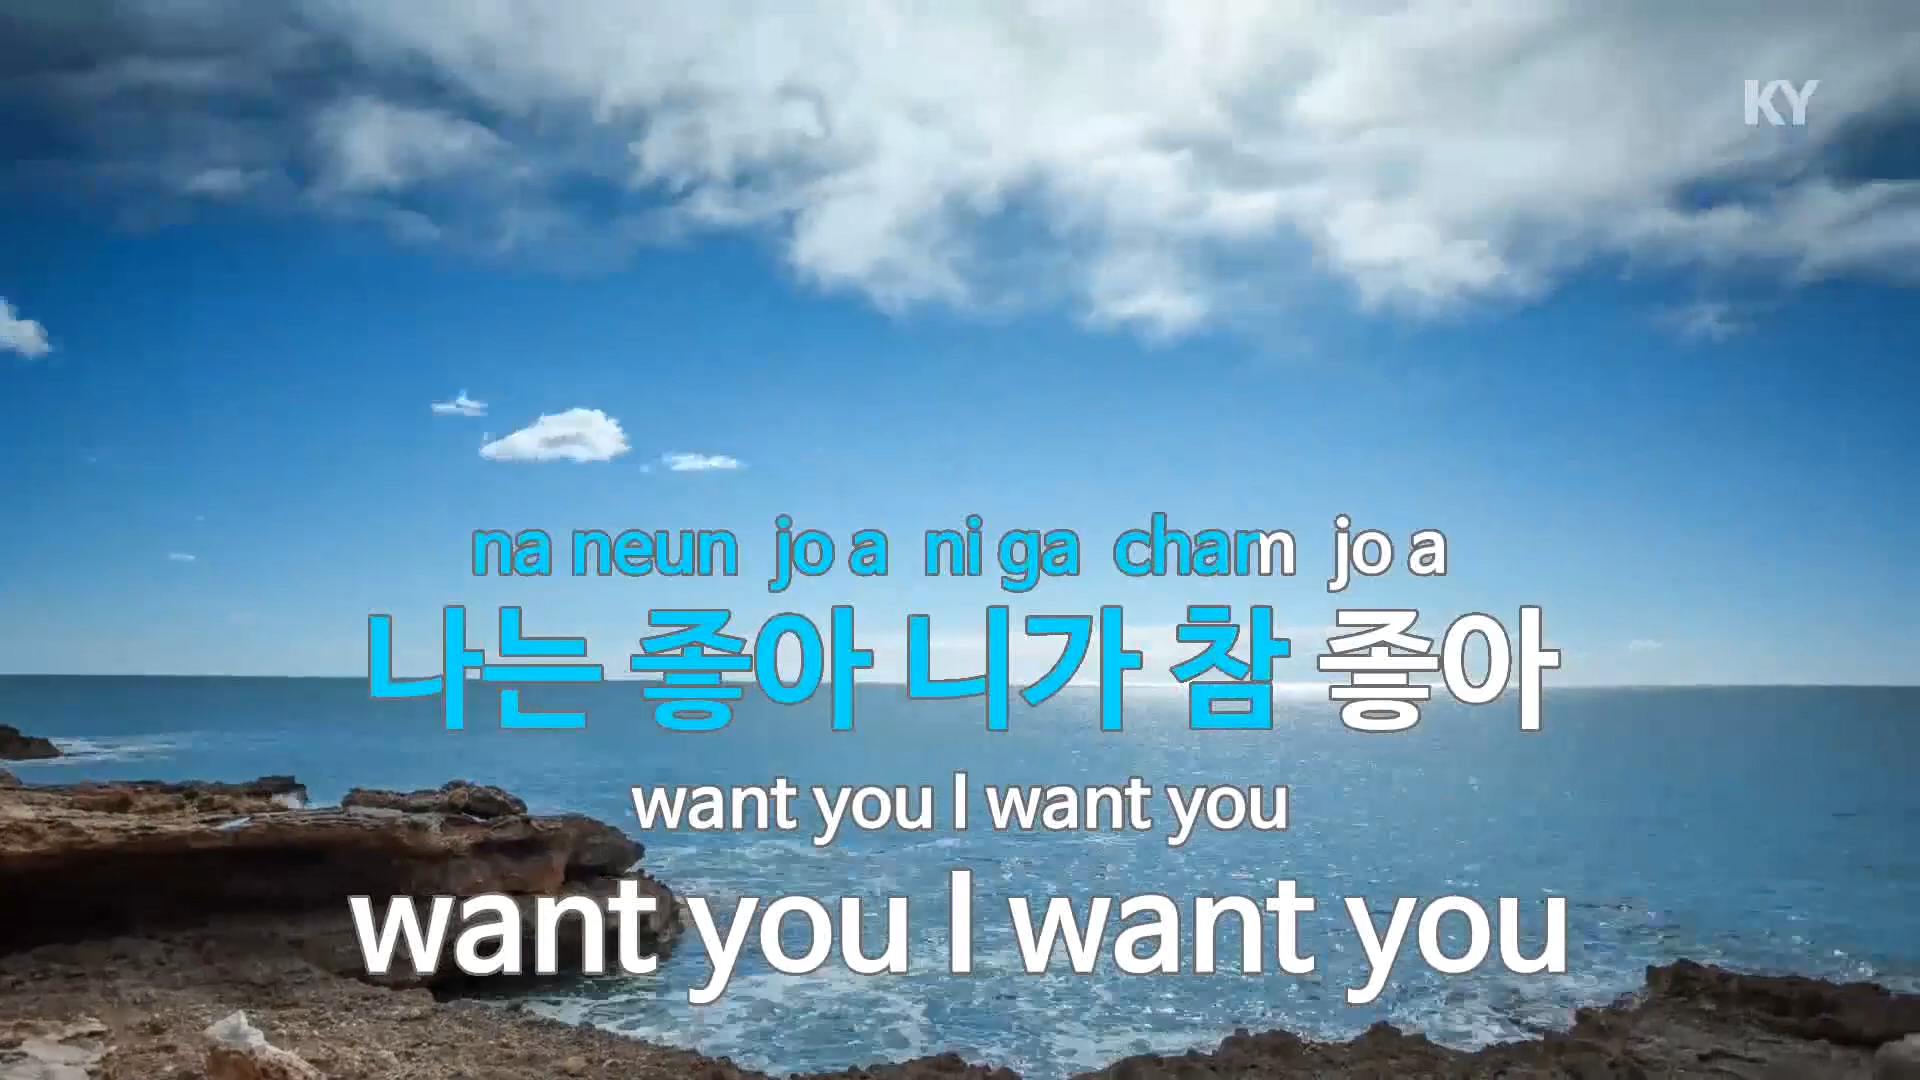 KY
na neun jo a ni ga cham jo a
나는 좋아 니가 참 좋아
want you I want you
want you I want you